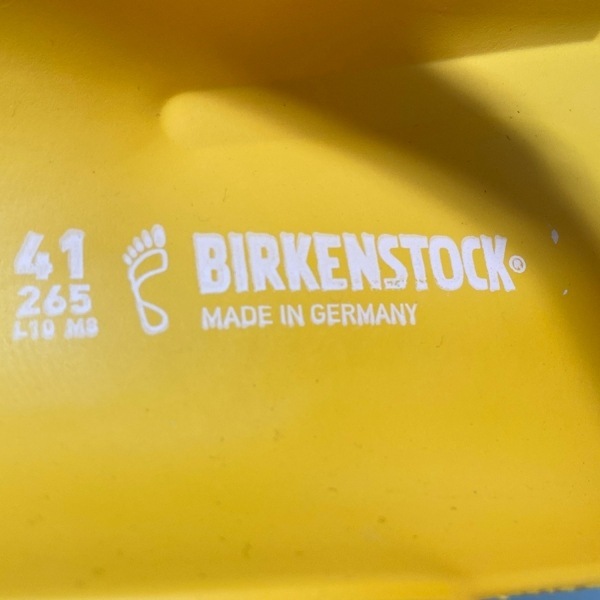 41
265
L10 M8
BIRKENSTOCK®
MADE IN GERMANY